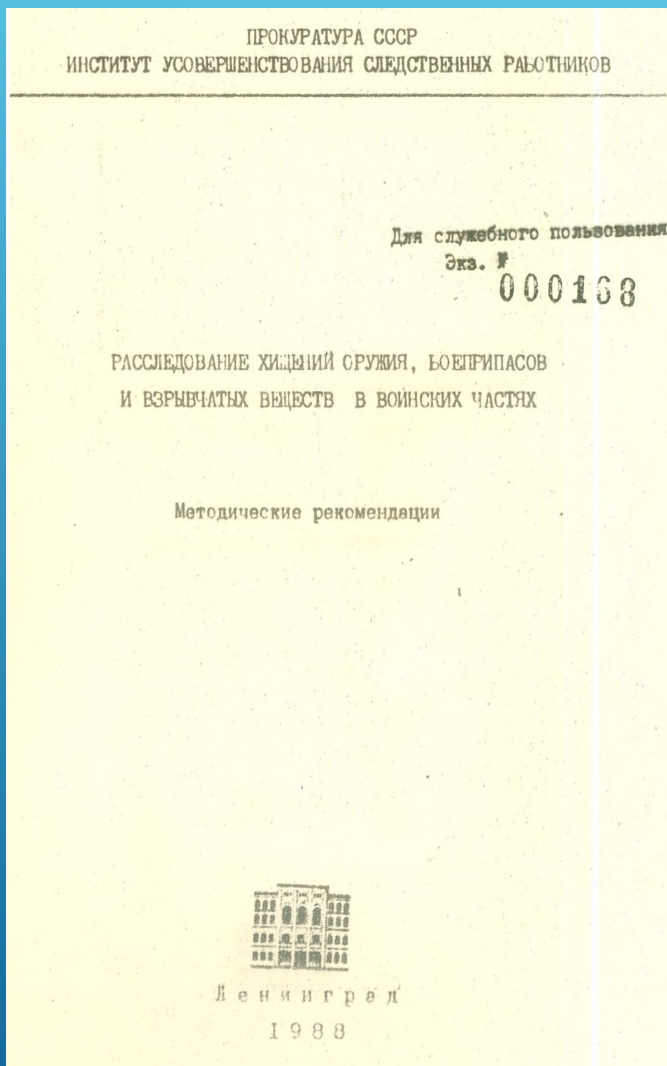 ПРОКУРАТУРА СССР
ИНСТИТУТ УСОВЕРШЕНСТВОВАНИЯ СЛЕДСТВЕННЫХ РАБОТНИКОВ
Для служебного пользования
Экз. №
000168
РАССЛЕДОВАНИЕ ХИЩЕНИЙ ОРУЖИЯ, БОЕПРИПАСОВ
И ВЗРЫВЧАТЫХ ВЕЩЕСТВ В ВОИНСКИХ ЧАСТЯХ
Методические рекомендации
Ленинград
1988